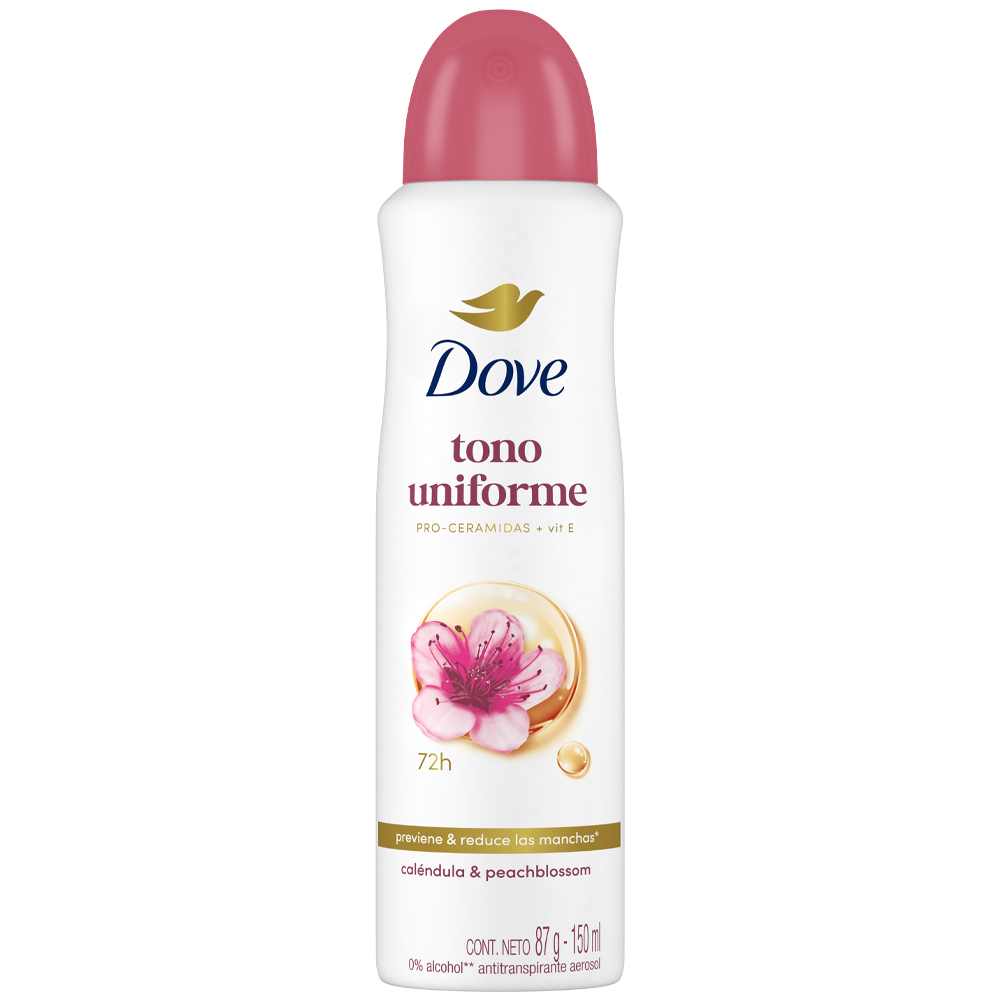 Dove
tono
uniforme
PRO-CERAMIDAS + vit E
72h
previene & reduce las manchas*
caléndula & peachblossom
CONT. NETO 87 g - 150 ml
0% alcohol** antitranspirante aerosol